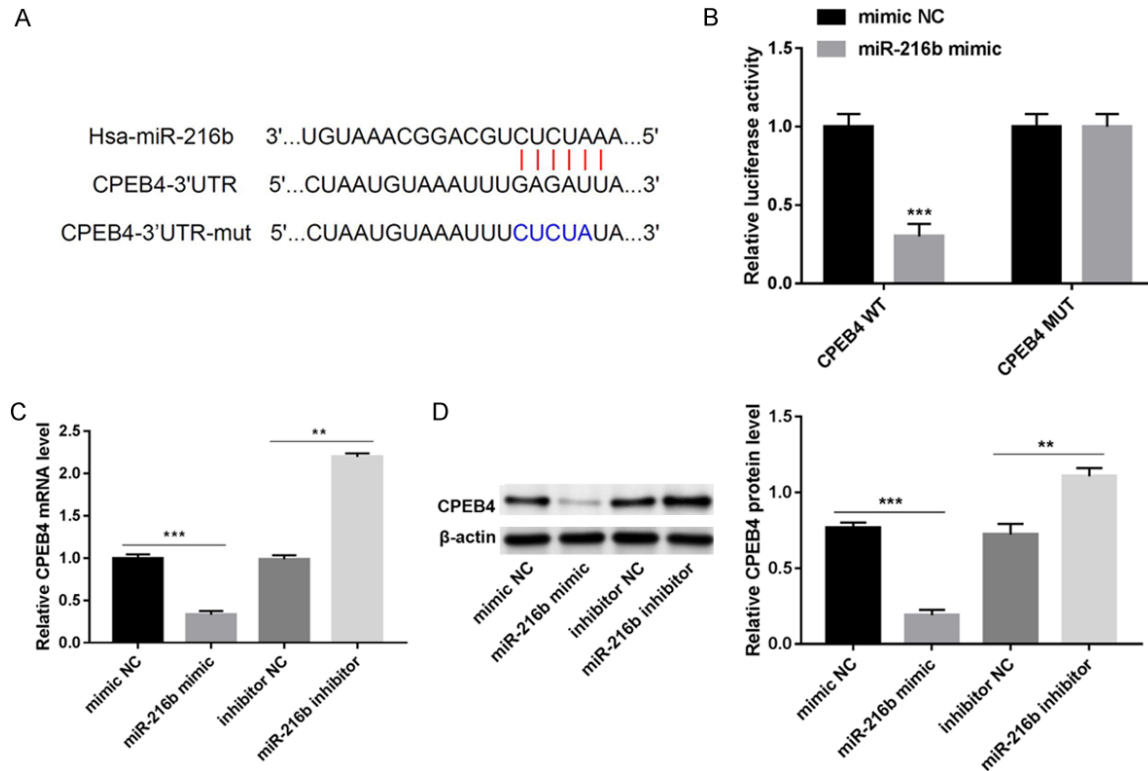 A
Hsa-miR-216b 3'...UGUAAACGGACGUCUCUAAA...5'
CPEB4-3'UTR 5'...CUAAUGUAAAUUUGAGAUUA...3'
CPEB4-3'UTR-mut 5'...CUAAUGUAAAUUUCUCUAUA...3'
B
mimic NC
miR-216b mimic
Relative luciferase activity
1.5
1.0
0.5
0.0
***
CPEB4 WT
CPEB4 MUT
C
Relative CPEB4 mRNA level
2.5
2.0
1.5
1.0
0.5
0.0
***
**
mimic NC
miR-216b mimic
inhibitor NC
miR-216b inhibitor
D
CPEB4
β-actin
mimic NC
miR-216b mimic
inhibitor NC
miR-216b inhibitor
Relative CPEB4 protein level
1.5
1.0
0.5
0.0
***
**
mimic NC
miR-216b mimic
inhibitor NC
miR-216b inhibitor